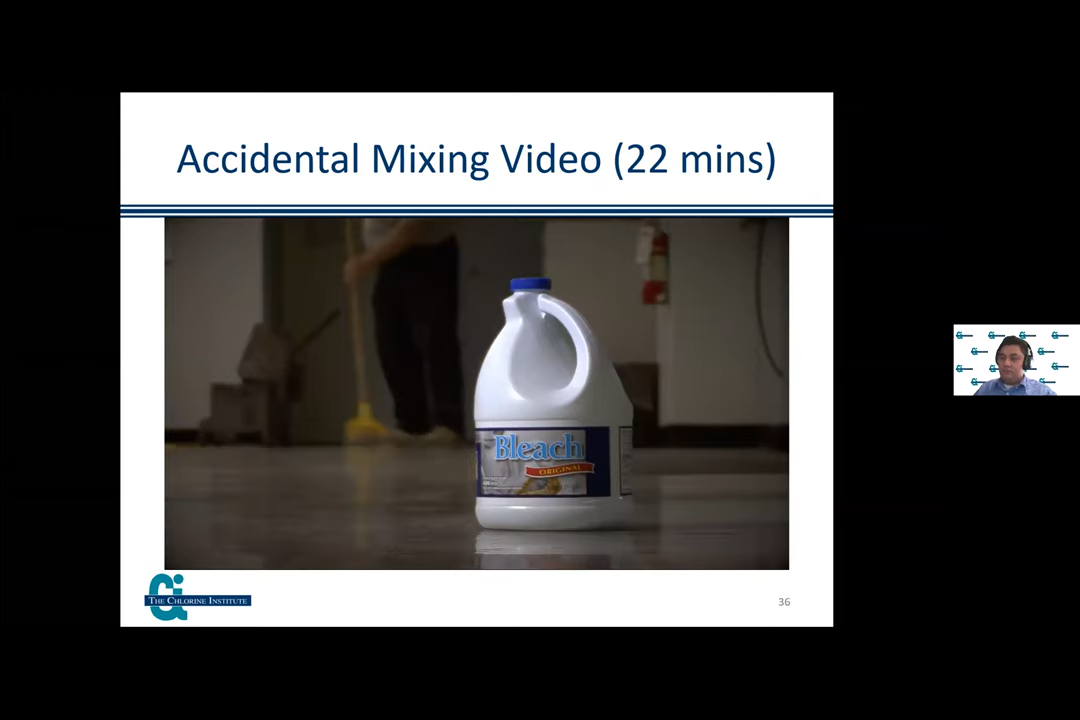 Accidental Mixing Video (22 mins)
Bleach
ORIGINAL
THE CHLORINE INSTITUTE
36